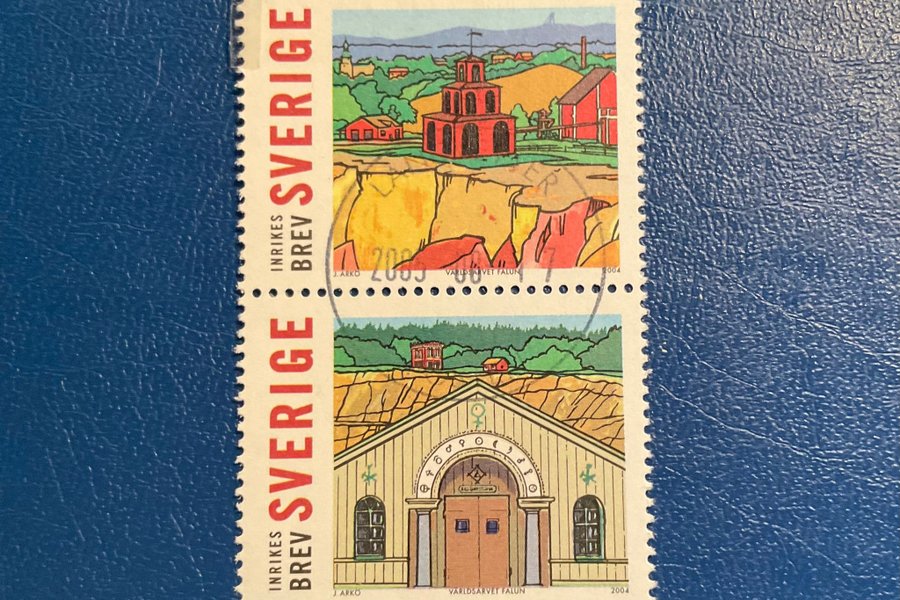 INRIKES
BREV SVERIGE
J. ARKÖ VÄRLDSARVET FALUN 2004
INRIKES
BREV SVERIGE
J. ARKÖ VÄRLDSARVET FALUN 2004